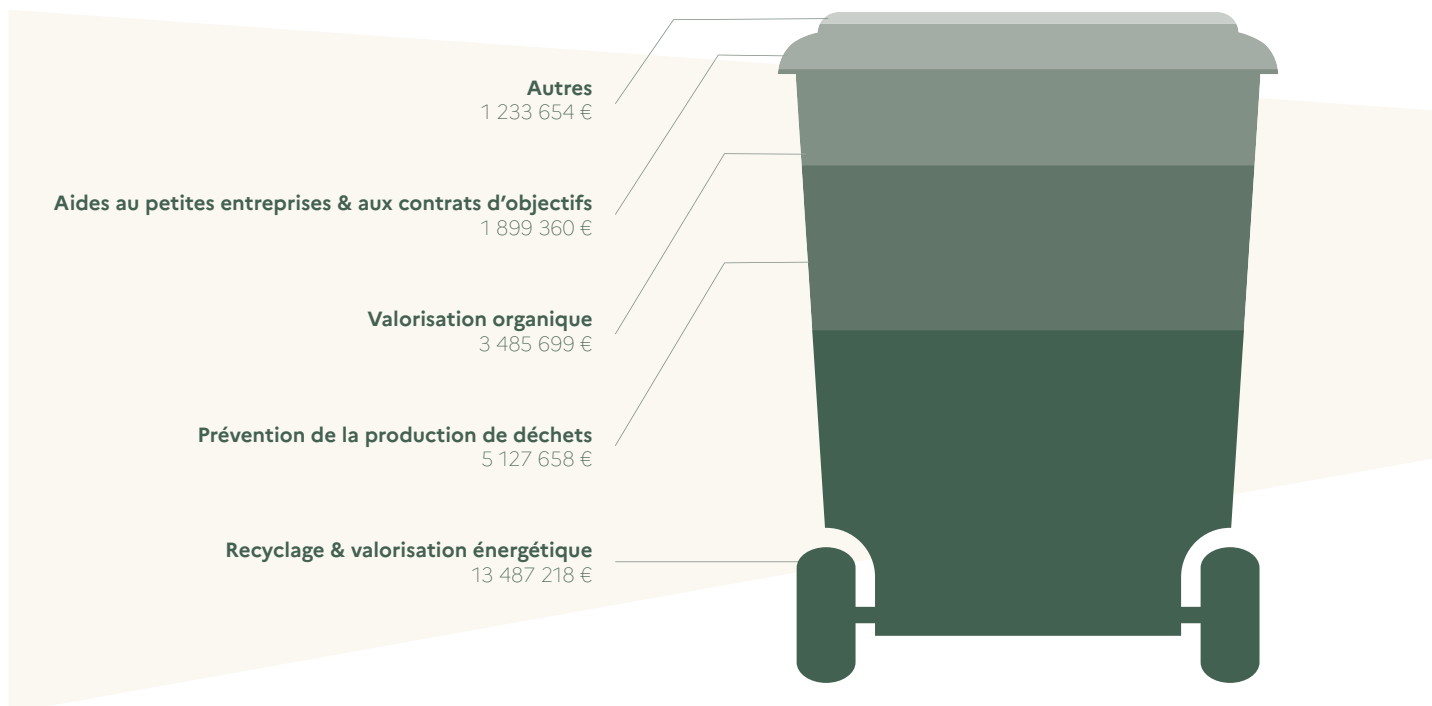 Autres
1 233 654 €
Aides au petites entreprises & aux contrats d’objectifs
1 899 360 €
Valorisation organique
3 485 699 €
Prévention de la production de déchets
5 127 658 €
Recyclage & valorisation énergétique
13 487 218 €